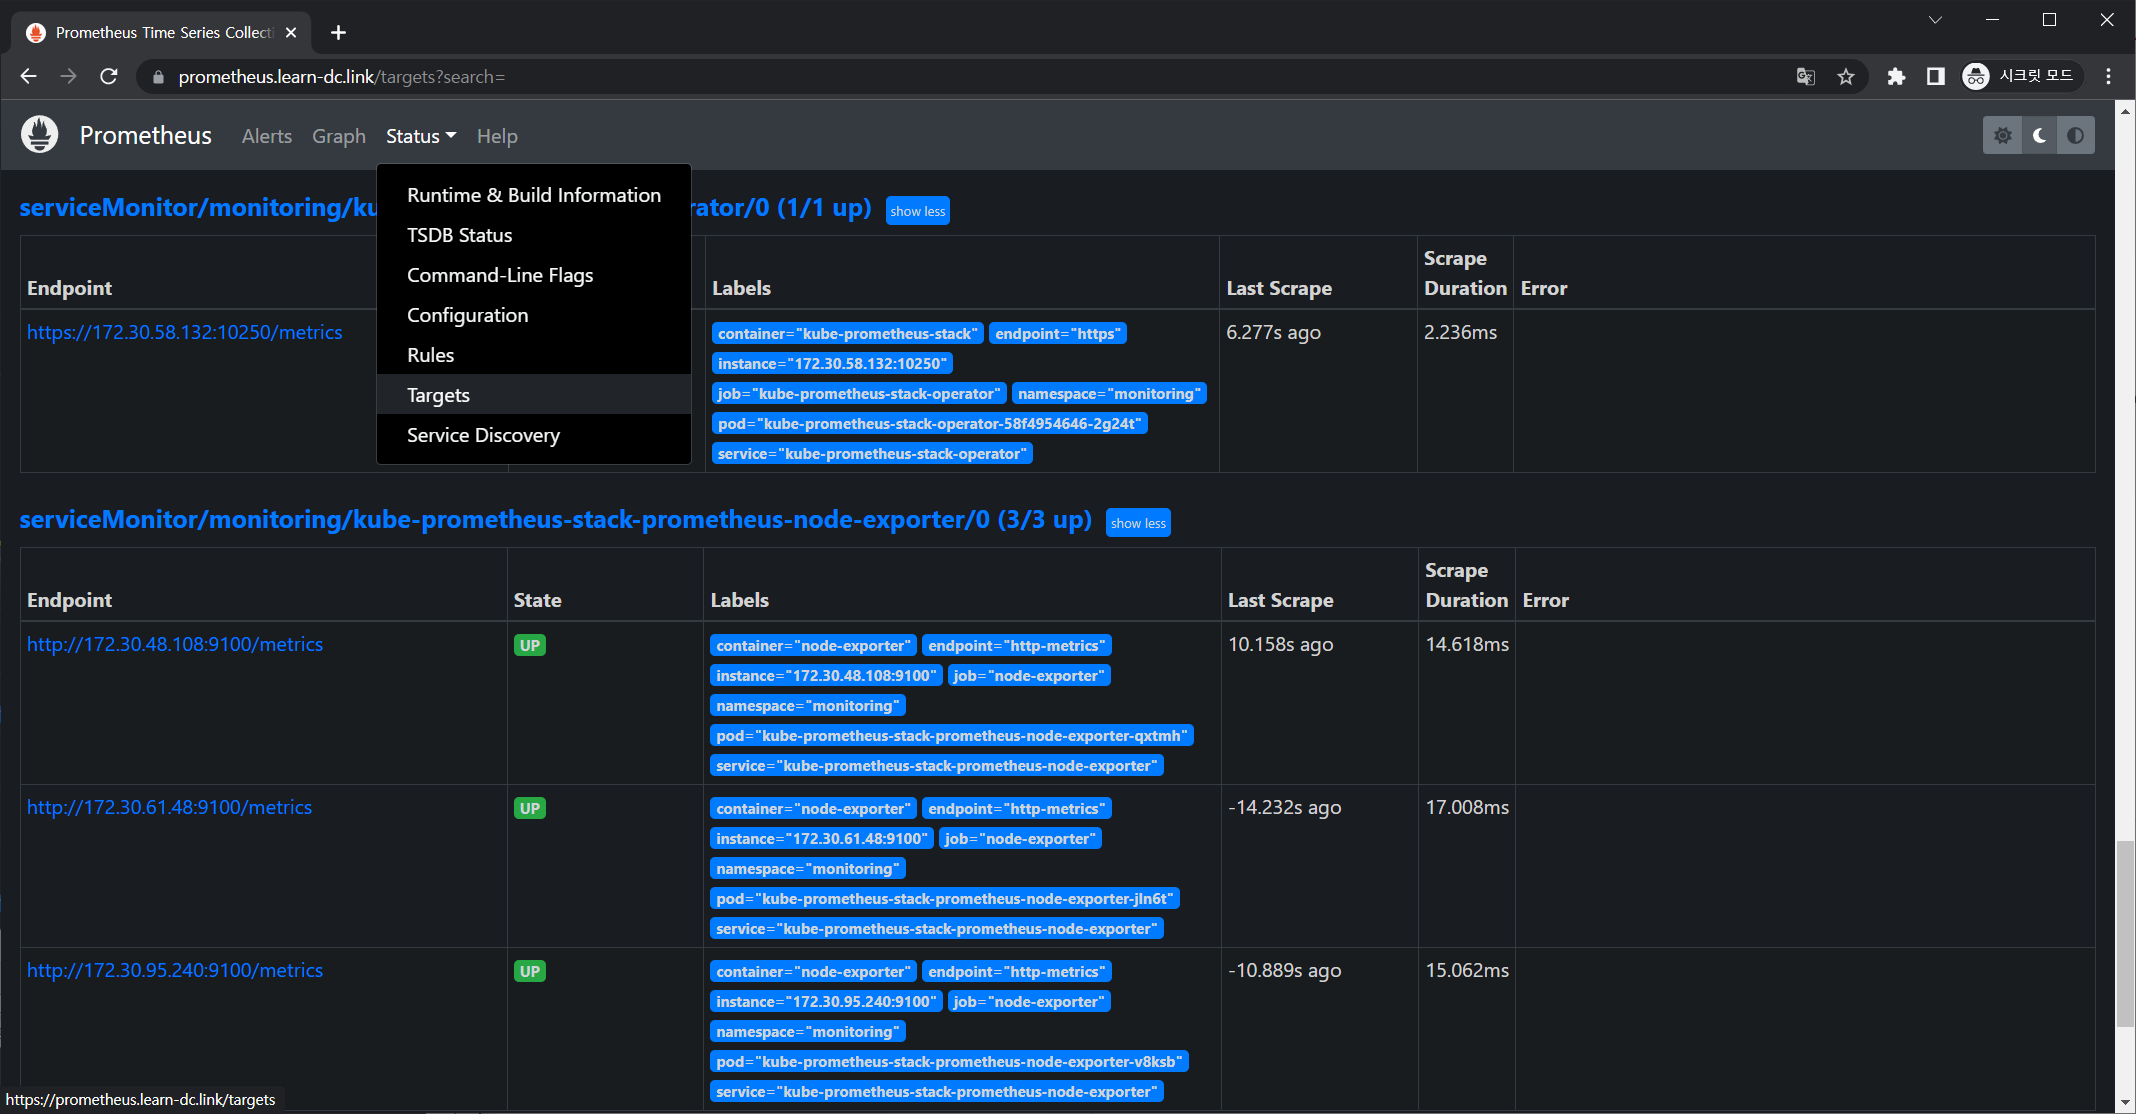 Prometheus Time Series Collecti
prometheus.learn-dc.link/targets?search=
시크릿 모드
Prometheus Alerts Graph Status Help
Runtime & Build Information
TSDB Status
Command-Line Flags
Configuration
Rules
Targets
Service Discovery
serviceMonitor/monitoring/ku rator/0 (1/1 up) show less
Endpoint Labels Last Scrape Scrape Duration Error
https://172.30.58.132:10250/metrics
container="kube-prometheus-stack" endpoint="https"
instance="172.30.58.132:10250"
job="kube-prometheus-stack-operator" namespace="monitoring"
pod="kube-prometheus-stack-operator-58f4954646-2g24t"
service="kube-prometheus-stack-operator"
6.277s ago 2.236ms
serviceMonitor/monitoring/kube-prometheus-stack-prometheus-node-exporter/0 (3/3 up) show less
Endpoint State Labels Last Scrape Scrape Duration Error
http://172.30.48.108:9100/metrics UP
container="node-exporter" endpoint="http-metrics"
instance="172.30.48.108:9100" job="node-exporter"
namespace="monitoring"
pod="kube-prometheus-stack-prometheus-node-exporter-qxtmh"
service="kube-prometheus-stack-prometheus-node-exporter"
10.158s ago 14.618ms
http://172.30.61.48:9100/metrics UP
container="node-exporter" endpoint="http-metrics"
instance="172.30.61.48:9100" job="node-exporter"
namespace="monitoring"
pod="kube-prometheus-stack-prometheus-node-exporter-jln6t"
service="kube-prometheus-stack-prometheus-node-exporter"
-14.232s ago 17.008ms
http://172.30.95.240:9100/metrics UP
container="node-exporter" endpoint="http-metrics"
instance="172.30.95.240:9100" job="node-exporter"
namespace="monitoring"
pod="kube-prometheus-stack-prometheus-node-exporter-v8ksb"
service="kube-prometheus-stack-prometheus-node-exporter"
-10.889s ago 15.062ms
https://prometheus.learn-dc.link/targets